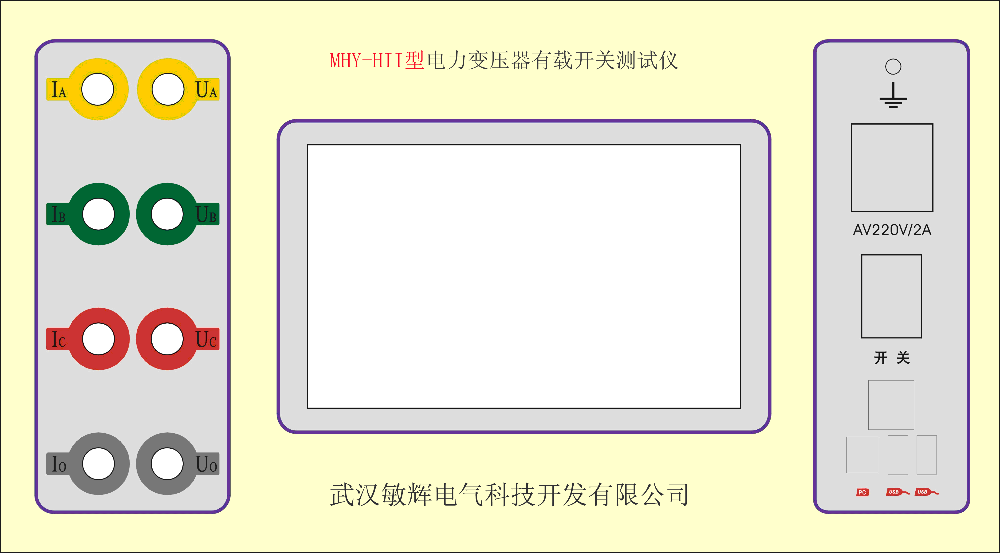 MHY-HII型电力变压器有载开关测试仪
IA UA
IB UB
IC UC
IO UO
AV220V/2A
开 关
PC USB USB
武汉敏辉电气科技开发有限公司